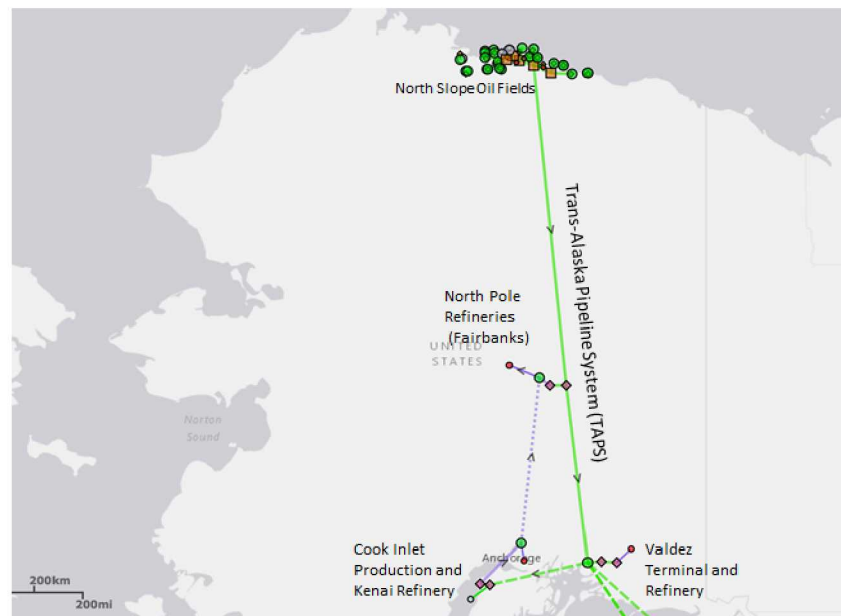 North Slope Oil Fields
Trans-Alaska Pipeline System (TAPS)
North Pole
Refineries
(Fairbanks)
UNITED
STATES
Norton
Sound
Cook Inlet
Production and
Kenai Refinery
Anchorage
Valdez
Terminal and
Refinery
200km
200mi